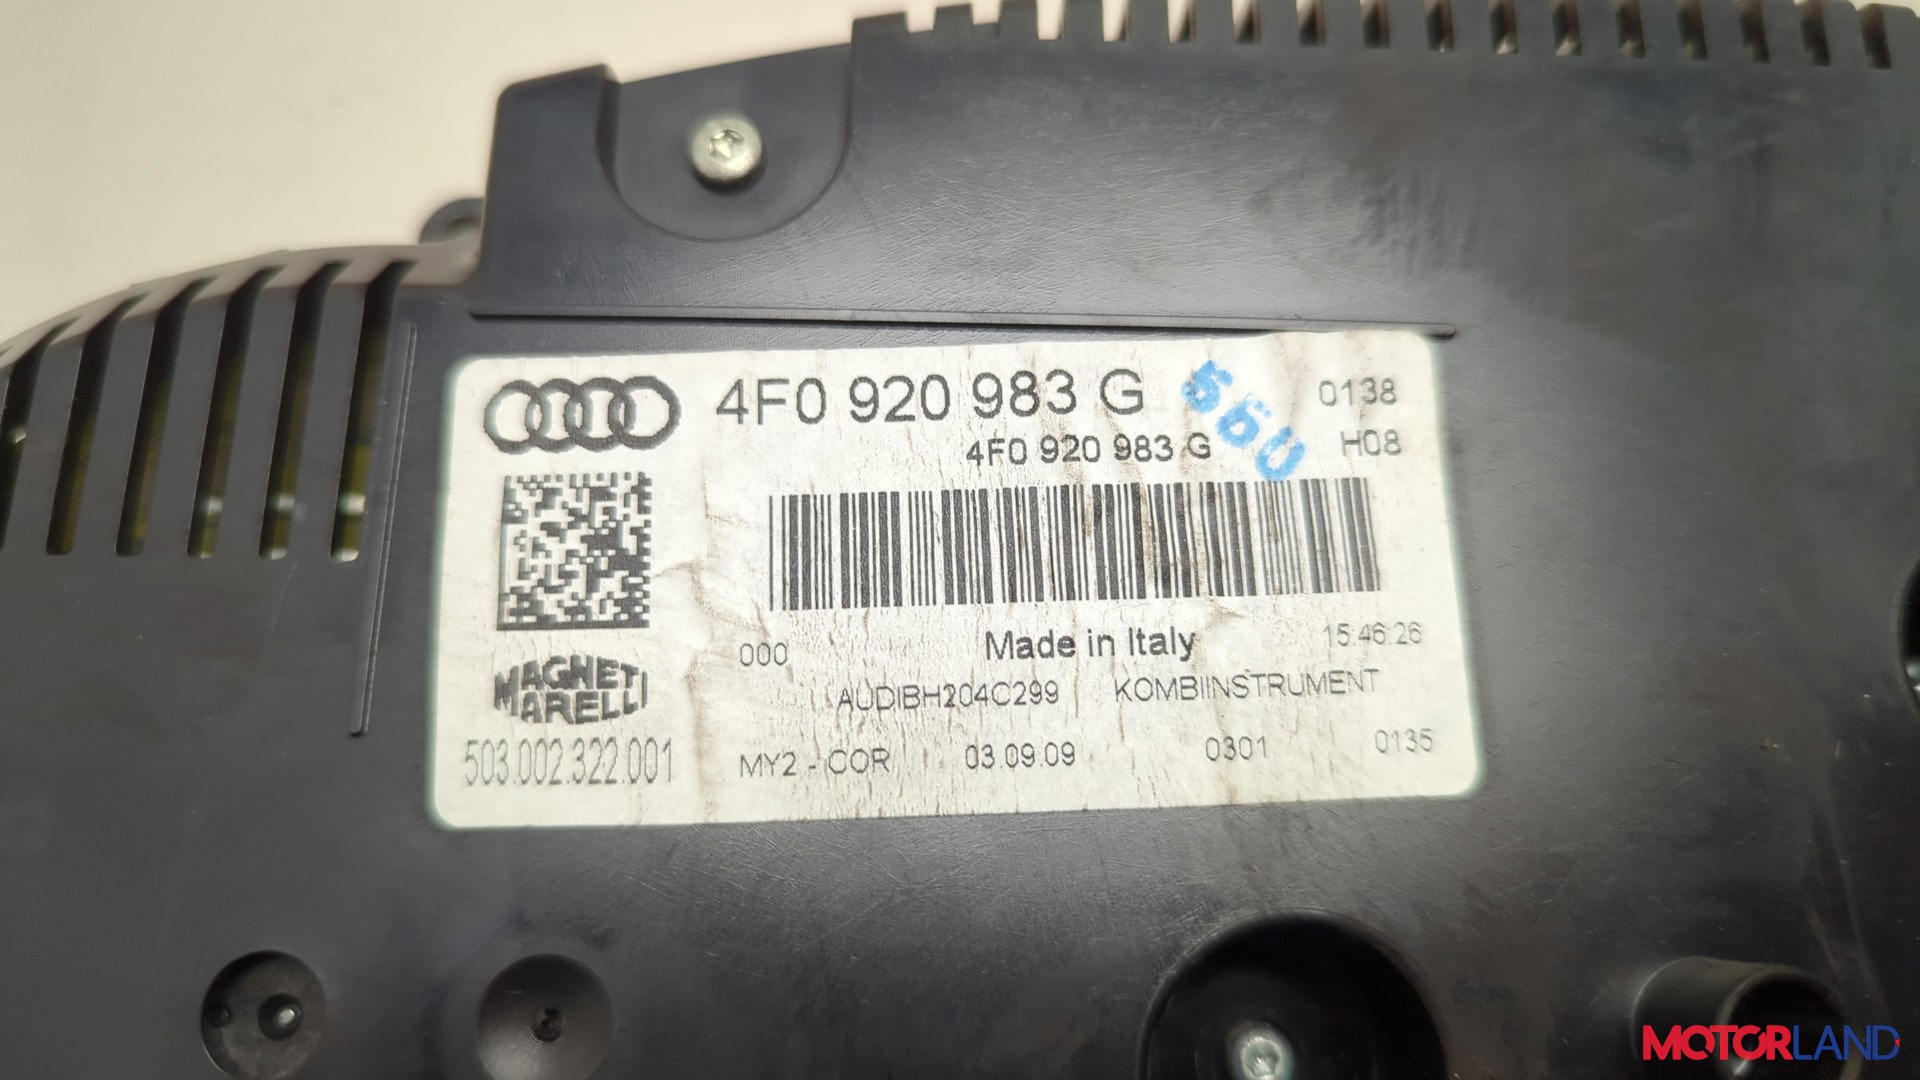 4F0 920 983 G
0138
4F0 920 983 G
H08
560
000
Made in Italy
15:46:26
MAGNETI
MARELLI
AUDIBH204C299
KOMBIINSTRUMENT
503.002.322.001
MY2 - COR
03.09.09
0301
0135
MOTORLAND